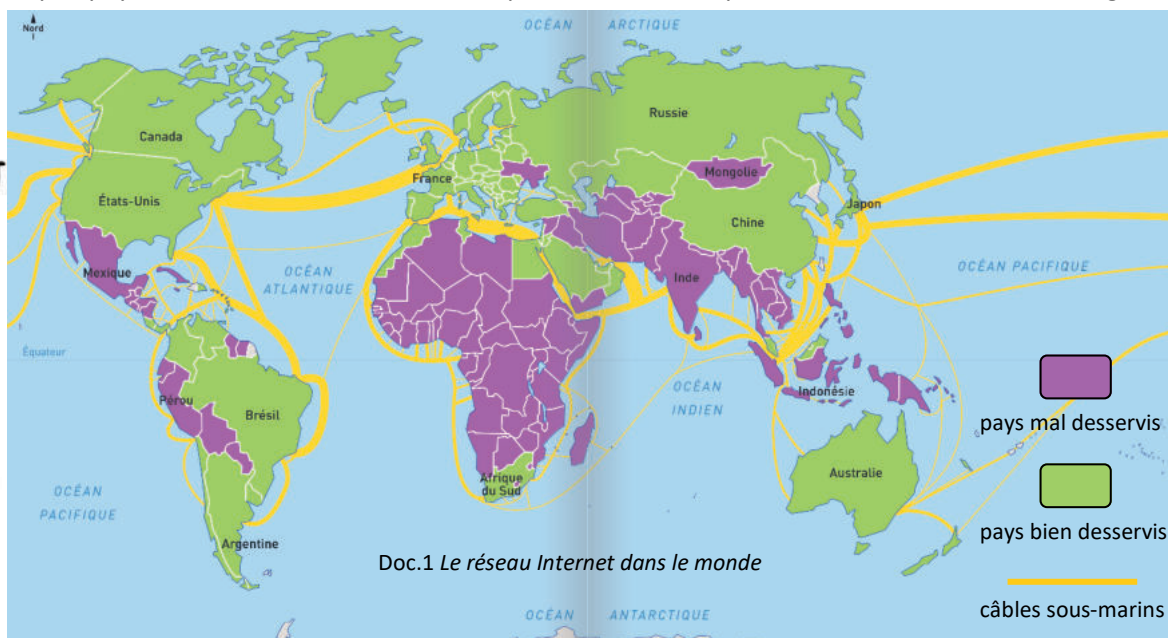 Nord
OCÉAN ARCTIQUE
Russie
Canada
Mongolie
France
États-Unis
Japon
Chine
Mexique
OCÉAN
ATLANTIQUE
Inde
OCÉAN PACIFIQUE
Équateur
Pérou
Brésil
Indonésie
OCÉAN
INDIEN
pays mal desservis
Afrique
du Sud
Australie
OCÉAN
PACIFIQUE
pays bien desservis
Argentine
Doc.1 Le réseau Internet dans le monde
câbles sous-marins
OCÉAN ANTARCTIQUE